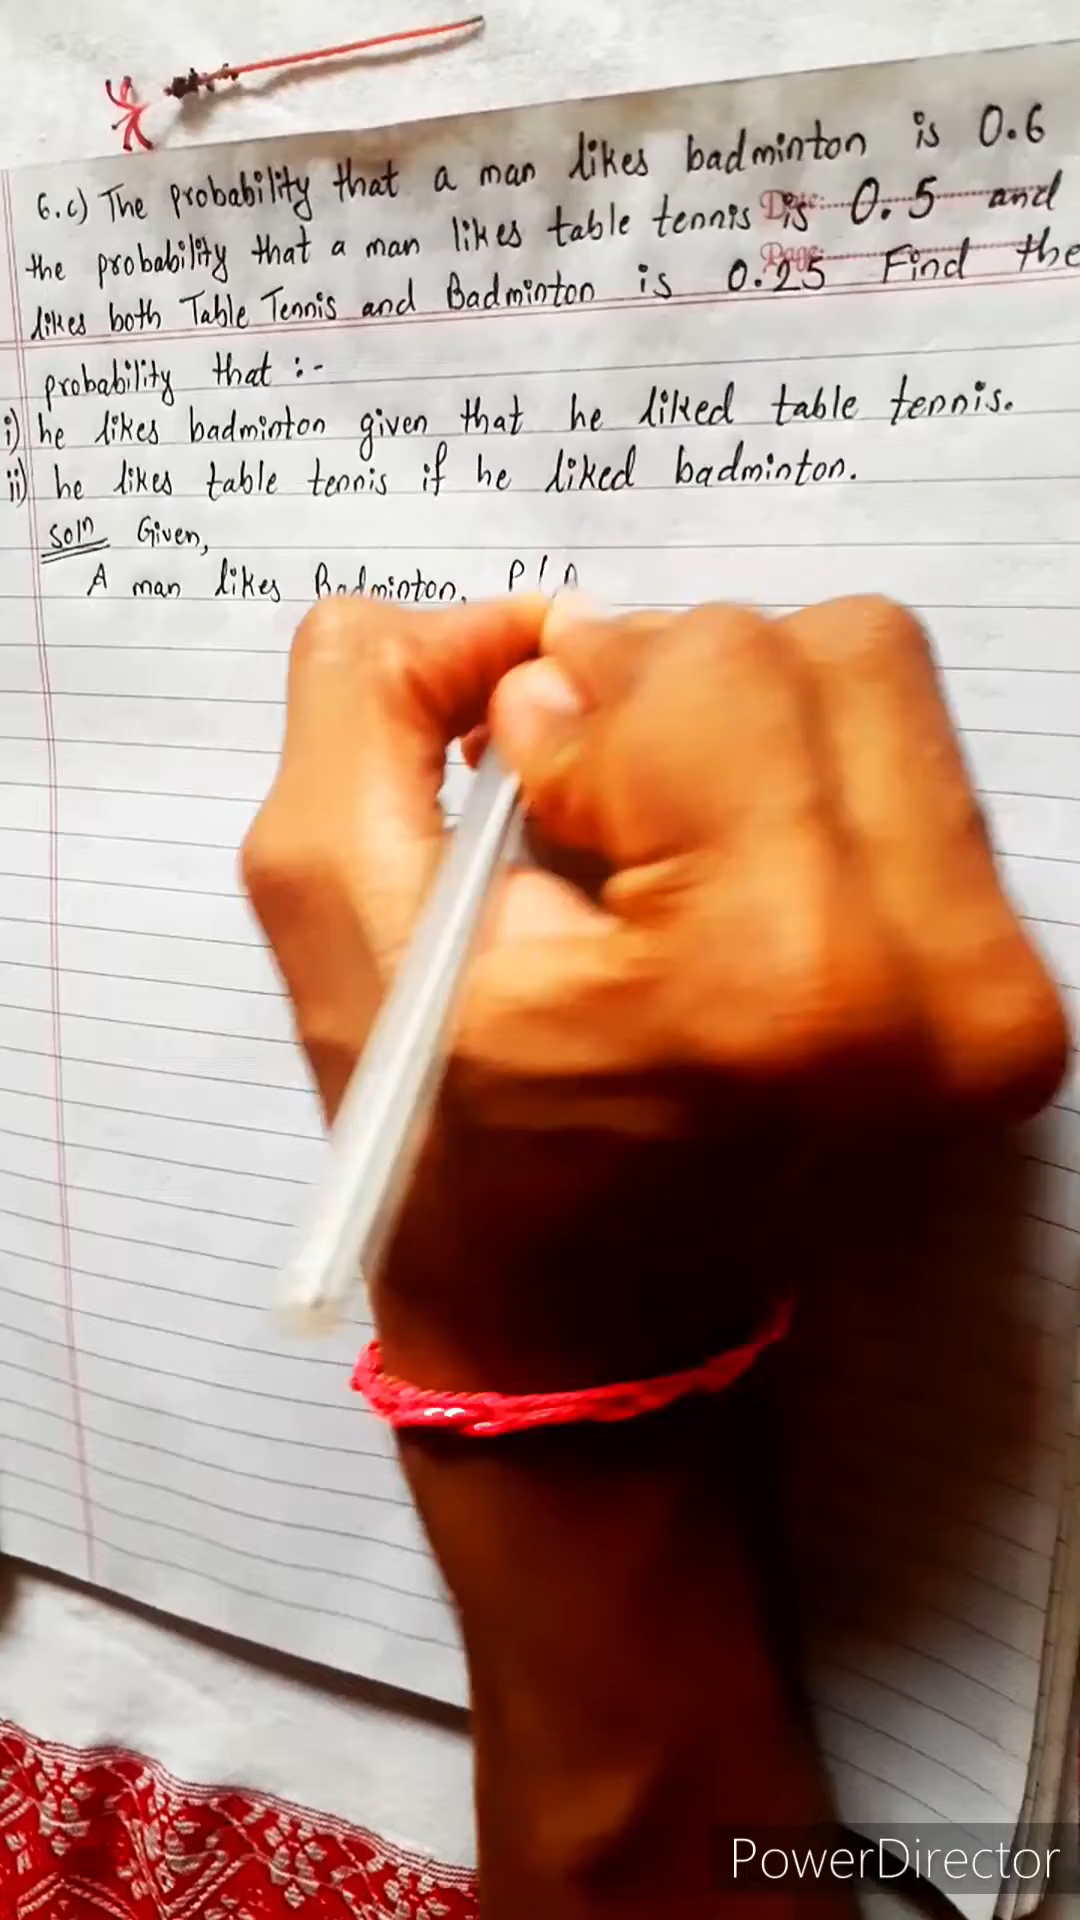 6.c) The probability that a man likes badminton is 0.6
the probability that a man likes table tennis is 0.5 and
likes both Table Tennis and Badminton is 0.25 Find the
probability that :-
i) he likes badminton given that he liked table tennis.
ii) he likes table tennis if he liked badminton.
Soln Given,
A man likes Badminton, P(
PowerDirector